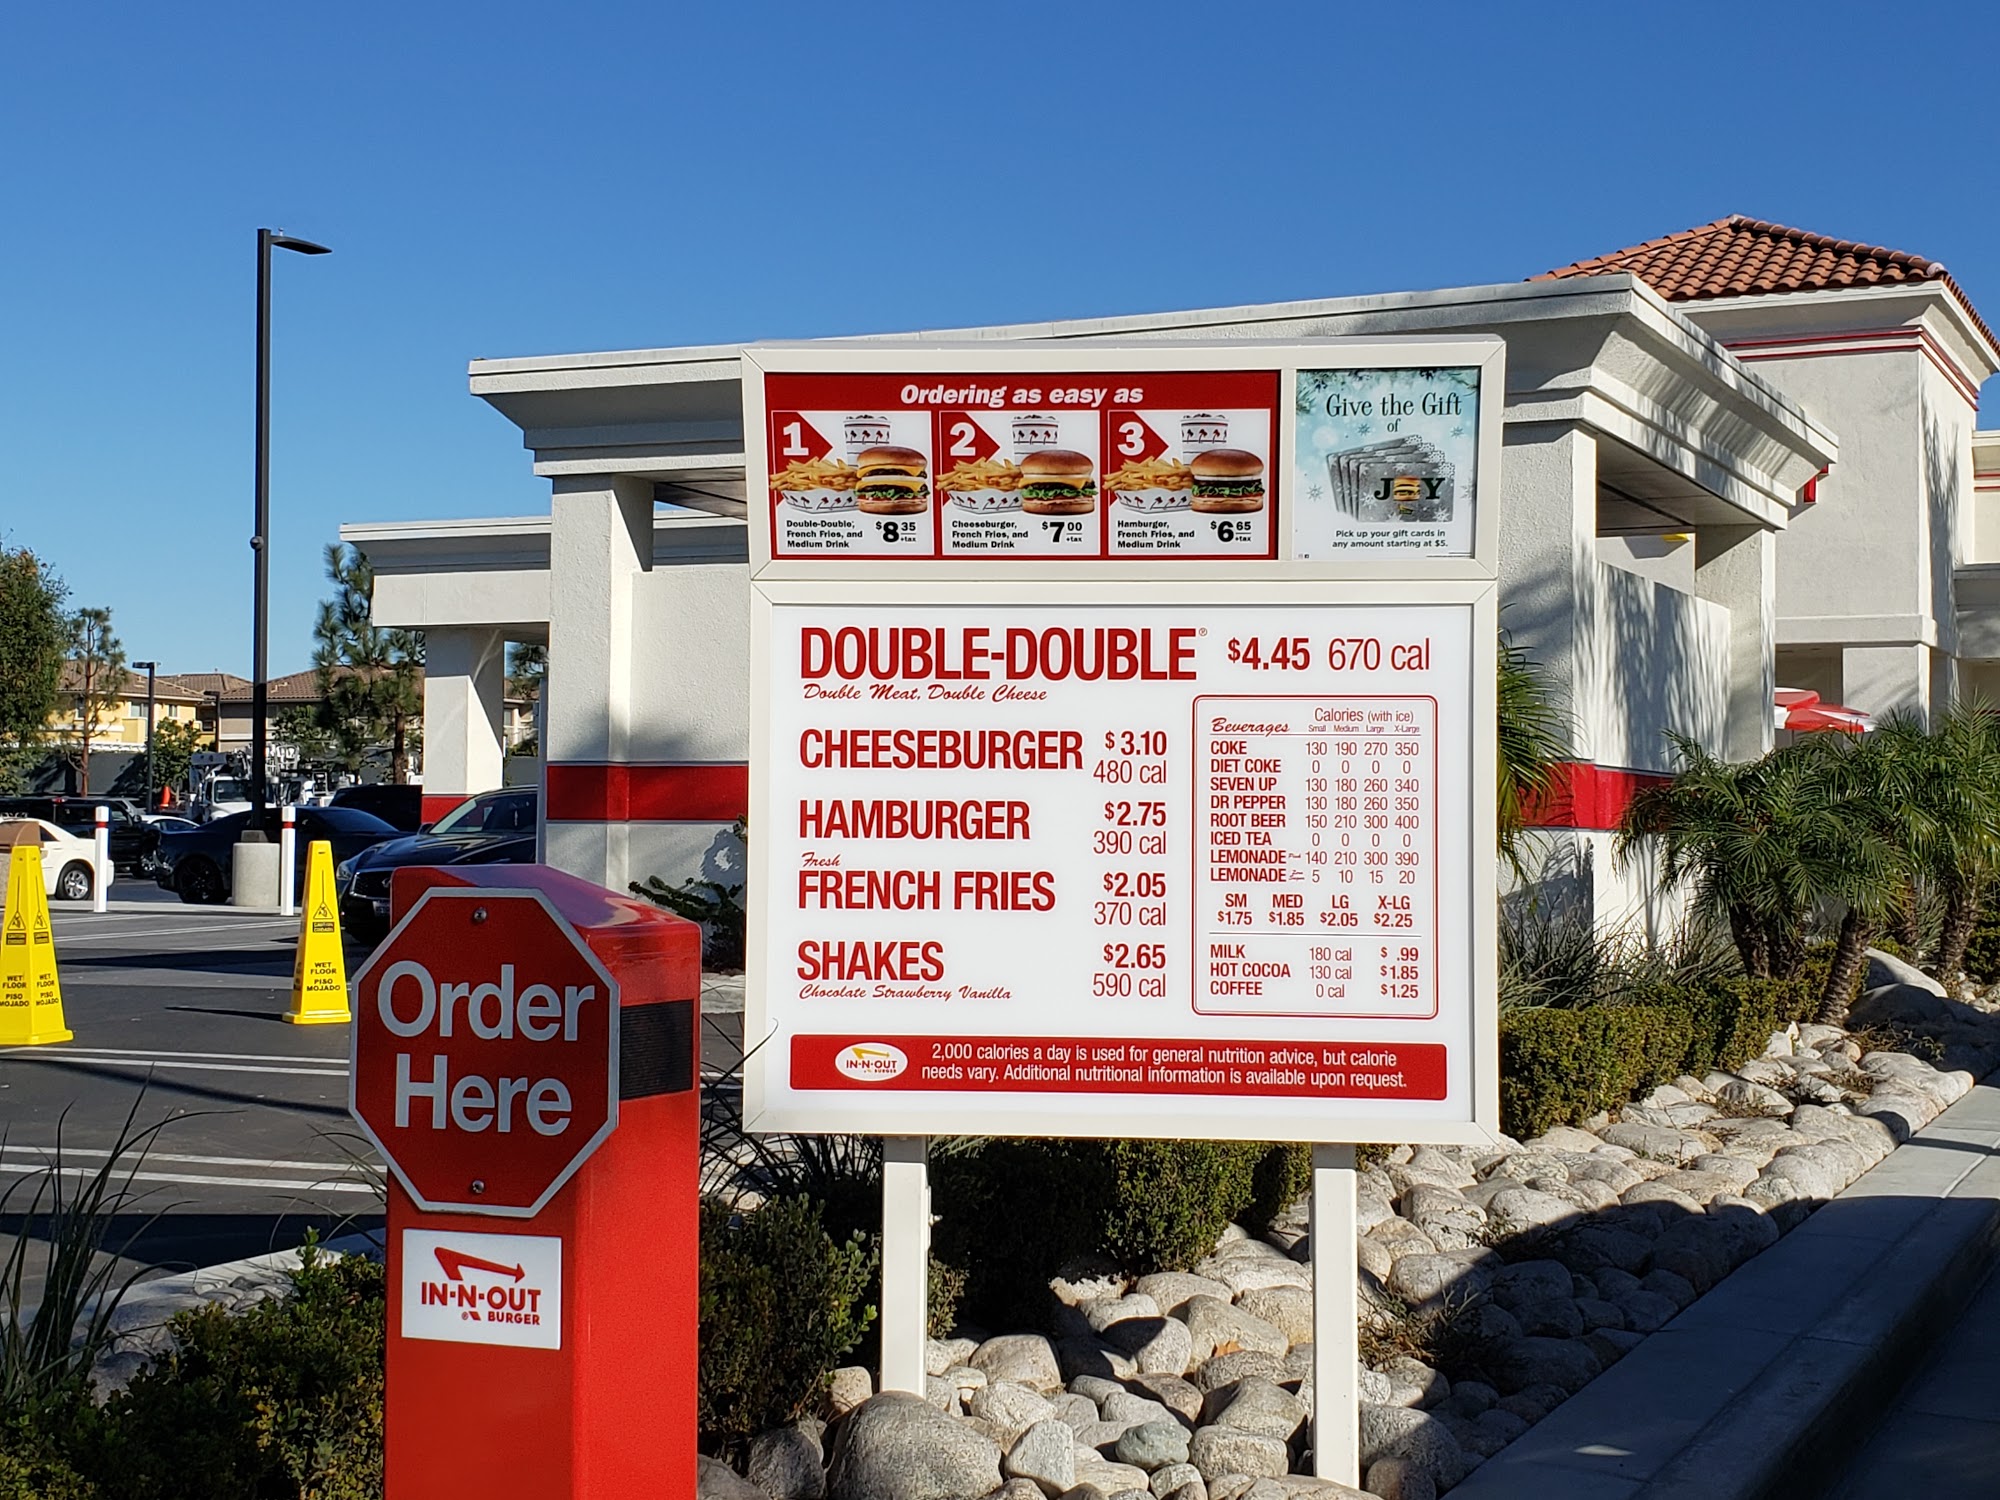 Ordering as easy as
1
Double-Double,
French Fries, and
Medium Drink
$8 35
+tax
2
Cheeseburger,
French Fries, and
Medium Drink
$7 00
+tax
3
Hamburger,
French Fries, and
Medium Drink
$6 65
+tax
Give the Gift
of
JOY
Pick up your gift cards in
any amount starting at $5.
DOUBLE-DOUBLE® $4.45 670 cal
Double Meat, Double Cheese
CHEESEBURGER $3.10
480 cal
HAMBURGER $2.75
390 cal
Fresh
FRENCH FRIES $2.05
370 cal
SHAKES $2.65
Chocolate Strawberry Vanilla 590 cal
Calories (with ice)
Beverages Small Medium Large X-Large
COKE 130 190 270 350
DIET COKE 0 0 0 0
SEVEN UP 130 180 260 340
DR PEPPER 130 180 260 350
ROOT BEER 150 210 300 400
ICED TEA 0 0 0 0
LEMONADE 140 210 300 390
LEMONADE 5 10 15 20
SM MED LG X-LG
$1.75 $1.85 $2.05 $2.25
MILK 180 cal $ .99
HOT COCOA 130 cal $1.85
COFFEE 0 cal $1.25
IN-N-OUT
BURGER
2,000 calories a day is used for general nutrition advice, but calorie
needs vary. Additional nutritional information is available upon request.
Order
Here
IN-N-OUT
® BURGER
WET
FLOOR
PISO
MOJADO
WET
FLOOR
PISO
MOJADO
WET
FLOOR
PISO
MOJADO